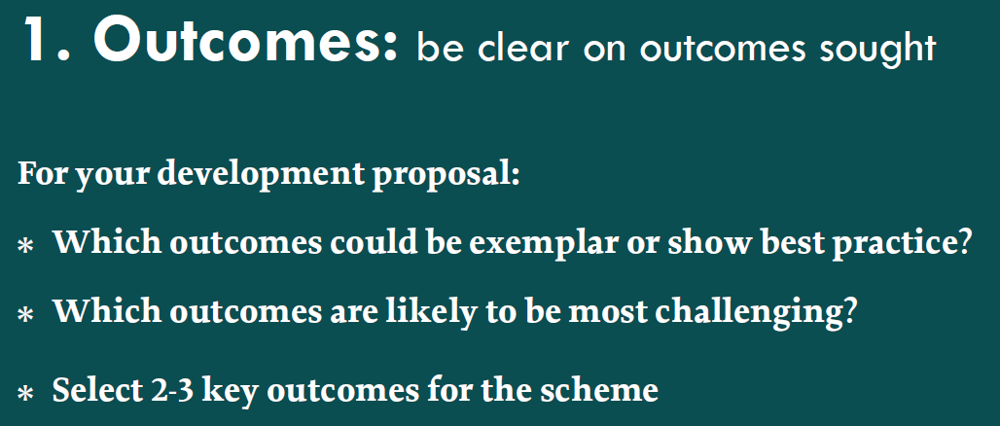 1. Outcomes: be clear on outcomes sought
For your development proposal:
* Which outcomes could be exemplar or show best practice?
* Which outcomes are likely to be most challenging?
* Select 2-3 key outcomes for the scheme